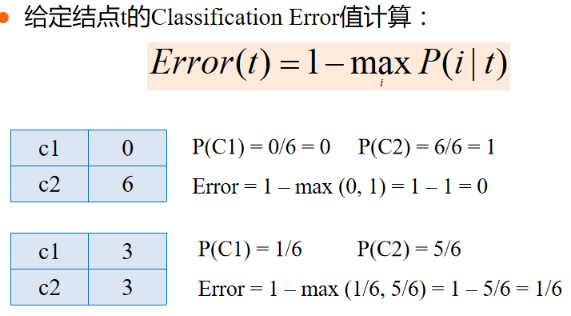 给定结点t的Classification Error值计算：
Error(t) = 1 − max_i P(i | t)
c1 0
c2 6
P(C1) = 0/6 = 0 P(C2) = 6/6 = 1
Error = 1 – max (0, 1) = 1 – 1 = 0
c1 3
c2 3
P(C1) = 1/6 P(C2) = 5/6
Error = 1 – max (1/6, 5/6) = 1 – 5/6 = 1/6